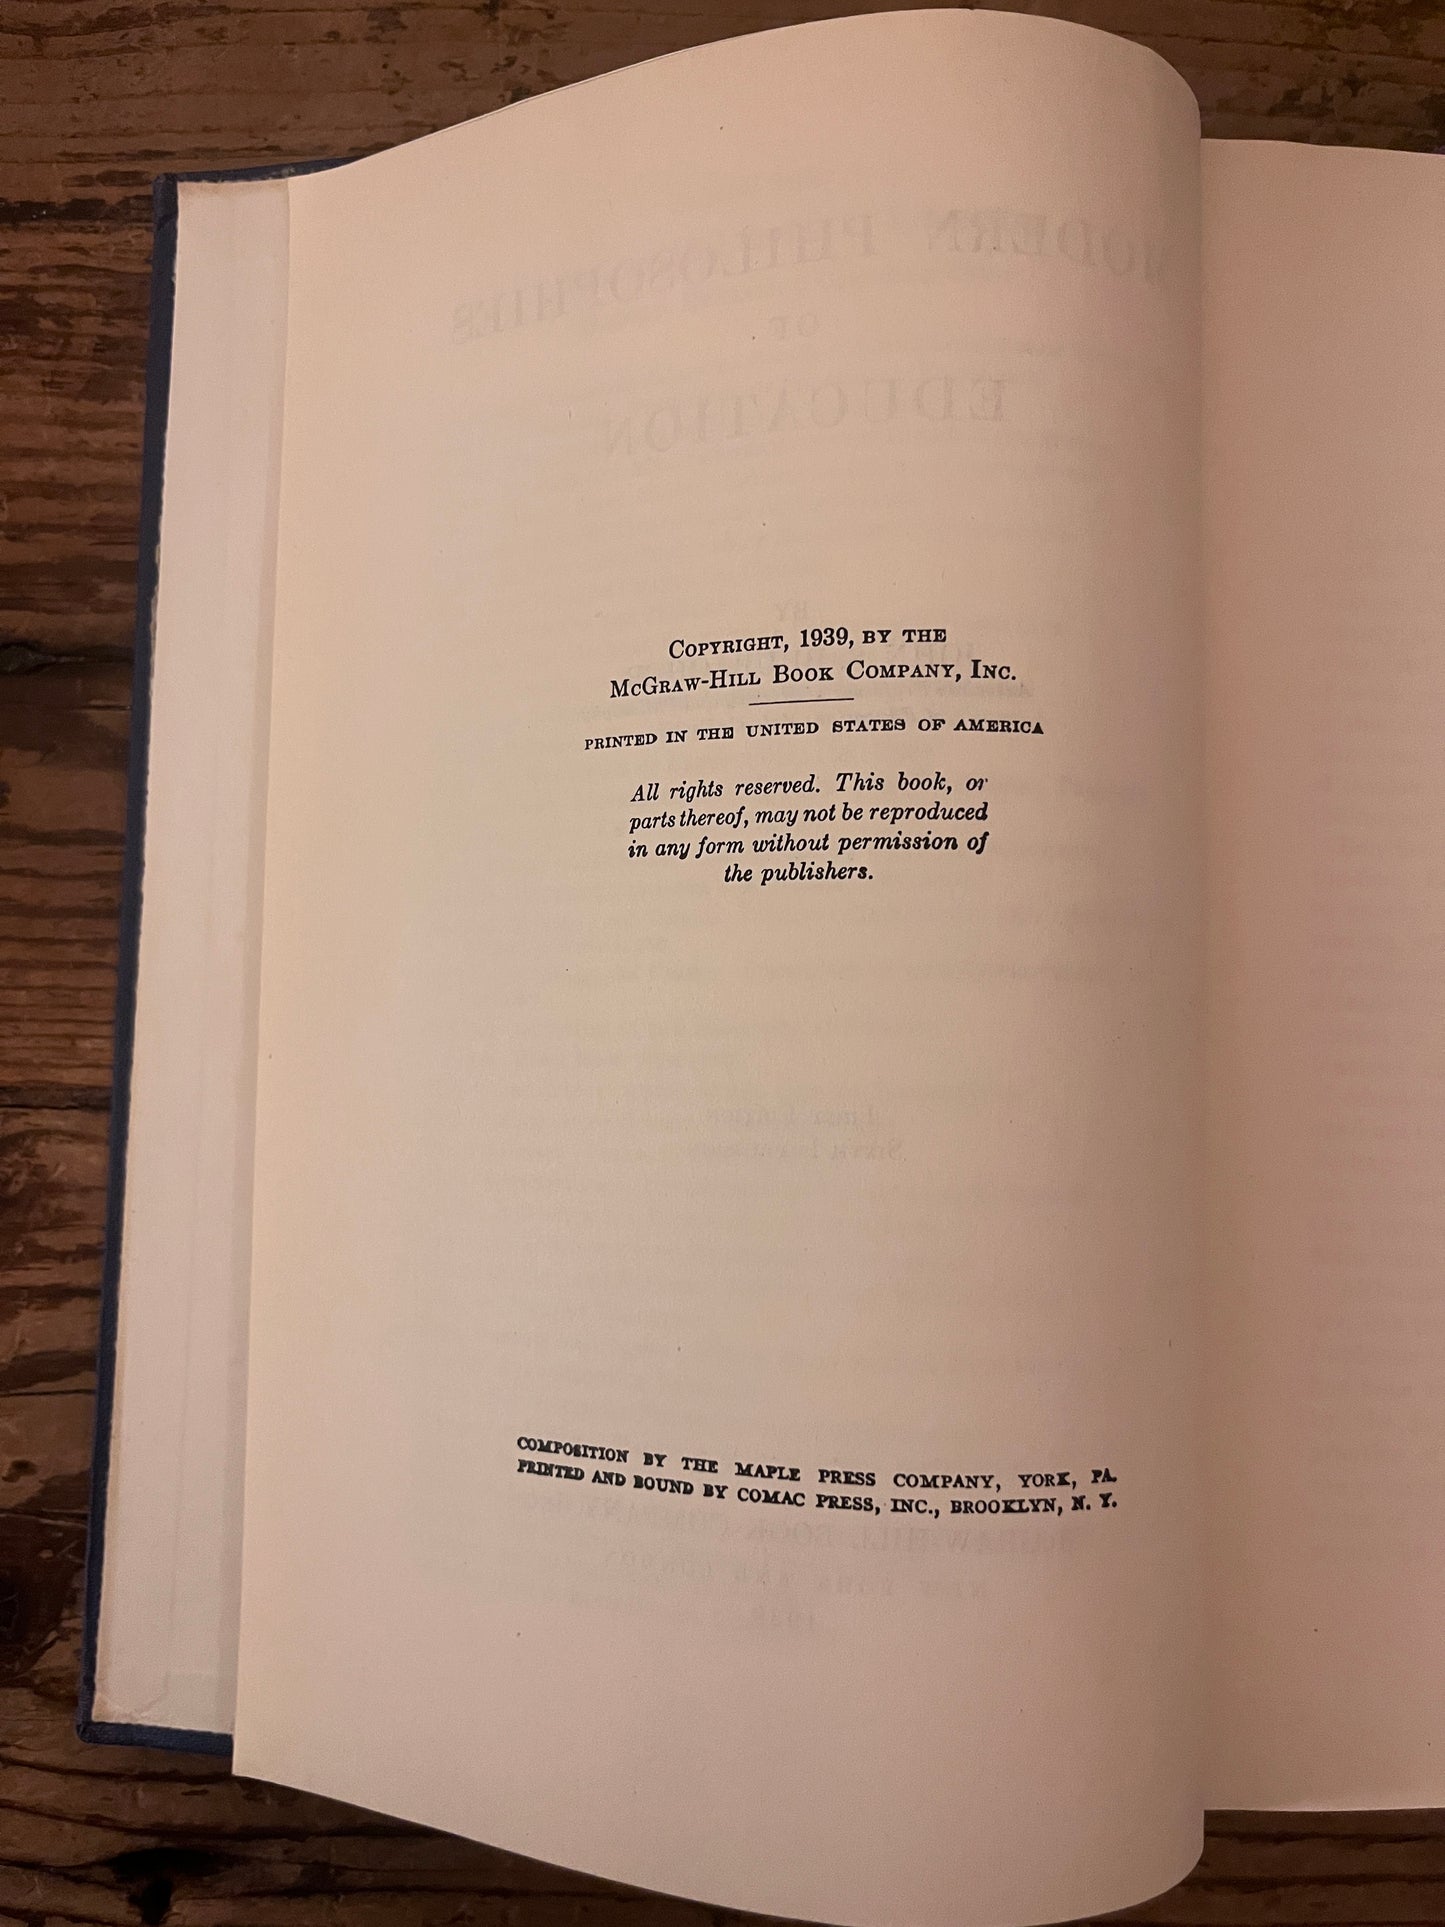 COPYRIGHT, 1939, BY THE
MCGRAW-HILL BOOK COMPANY, INC.
PRINTED IN THE UNITED STATES OF AMERICA
All rights reserved. This book, or
parts thereof, may not be reproduced
in any form without permission of
the publishers.
COMPOSITION BY THE MAPLE PRESS COMPANY, YORK, PA.
PRINTED AND BOUND BY COMAC PRESS, INC., BROOKLYN, N. Y.